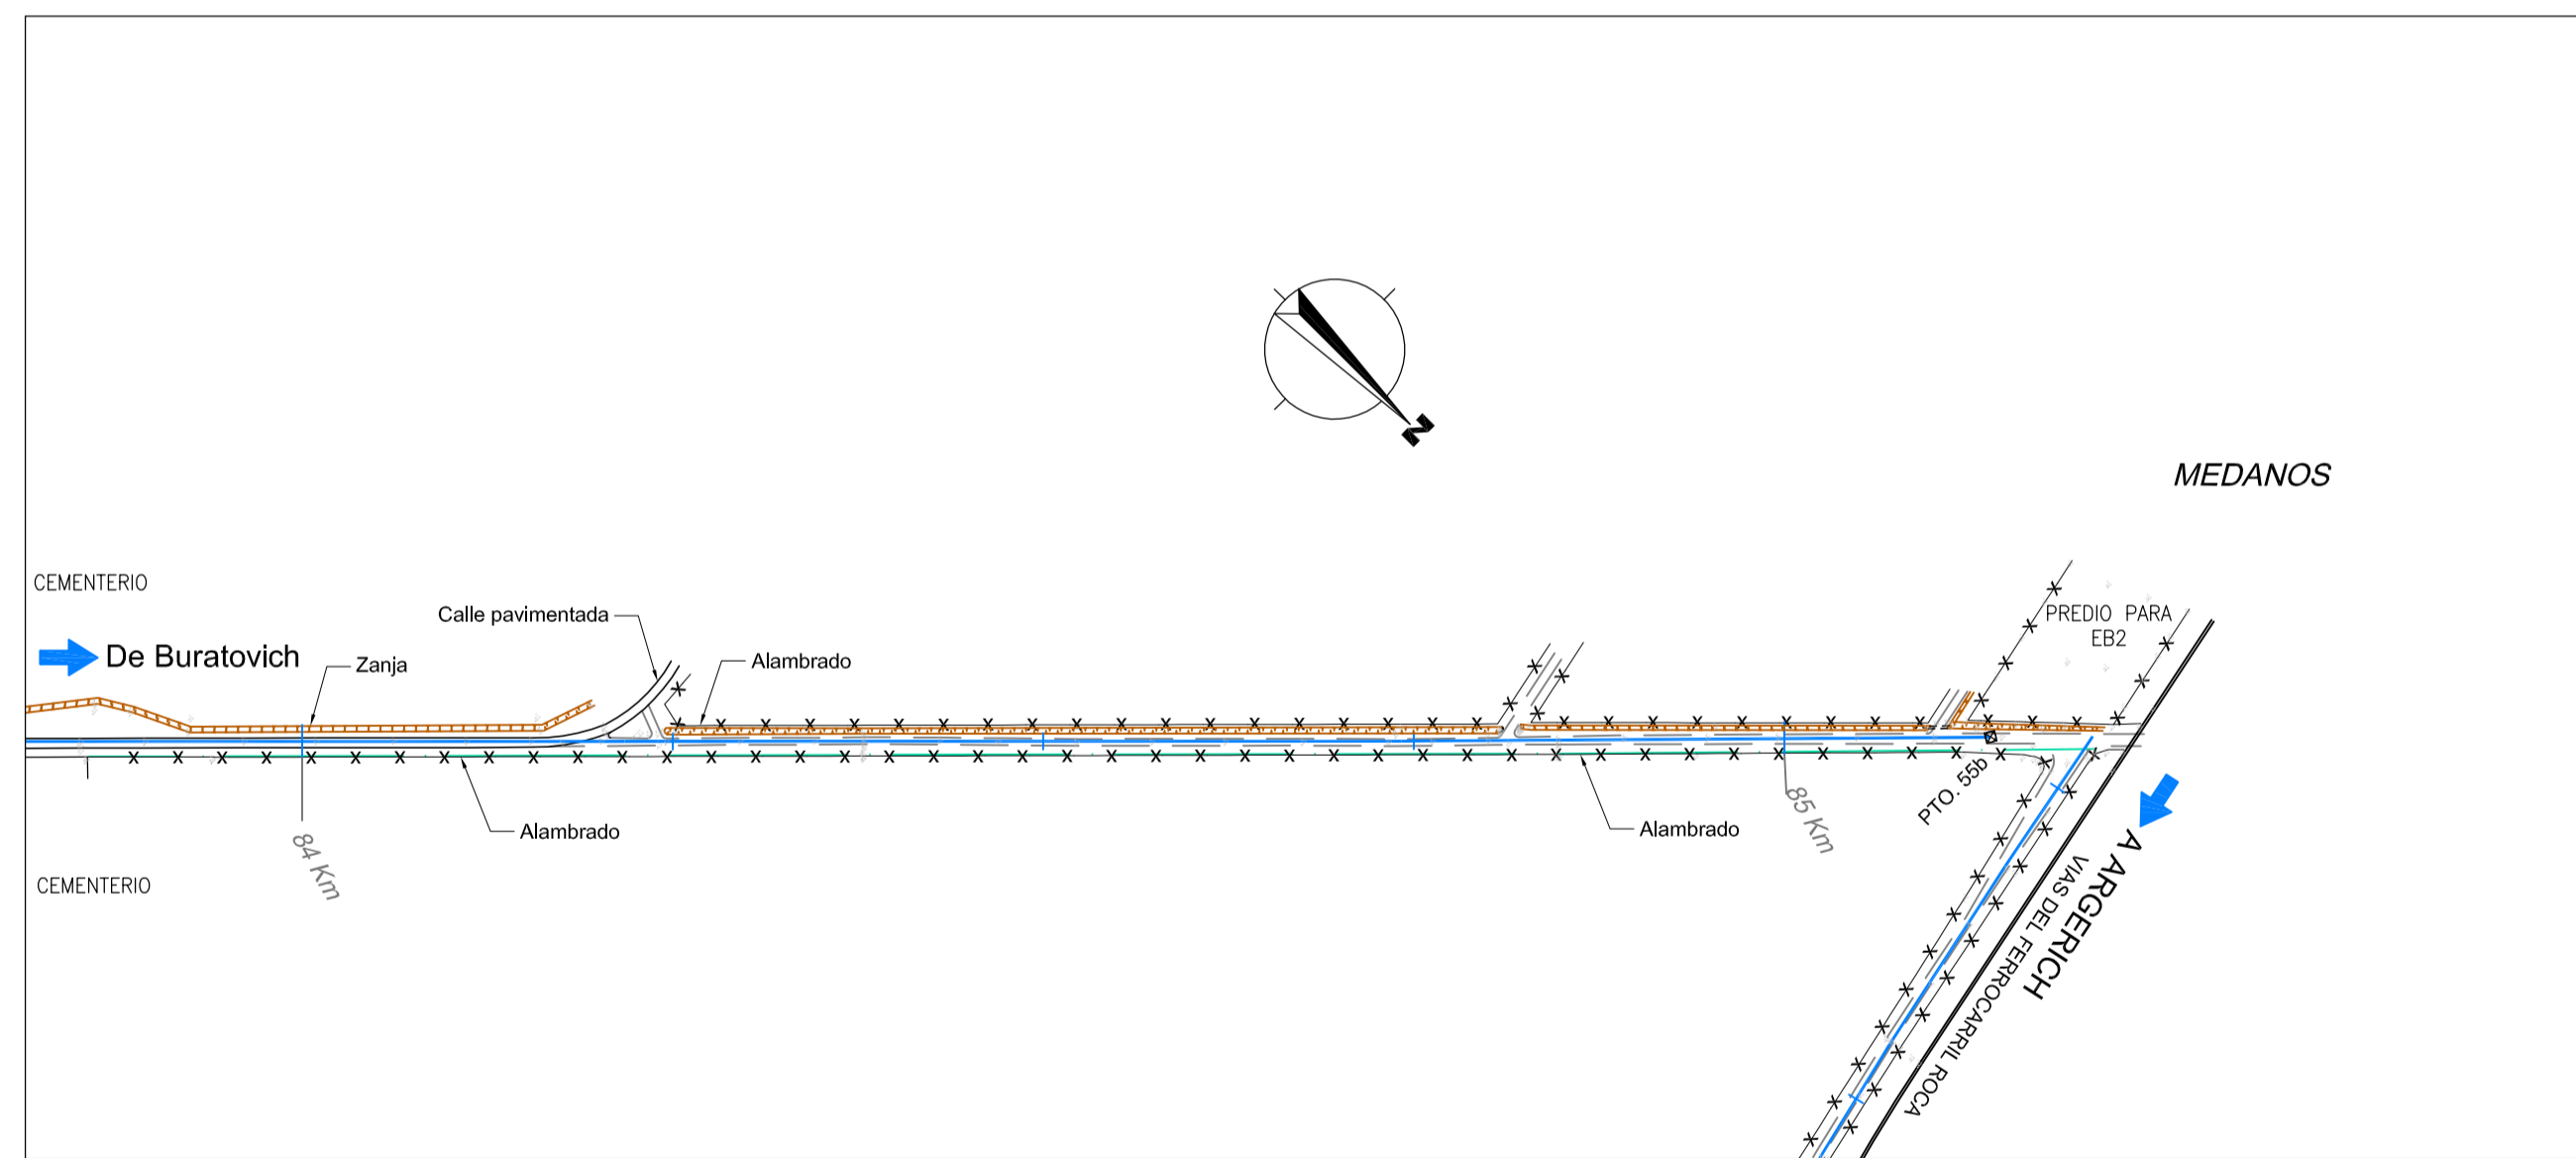 N
MEDANOS
CEMENTERIO
PREDIO PARA
EB2
Calle pavimentada
De Buratovich
Zanja
Alambrado
PTO. 55b
85 Km
84 Km
Alambrado
Alambrado
A ARGERICH
VIAS DEL FERROCARRIL ROCA
CEMENTERIO